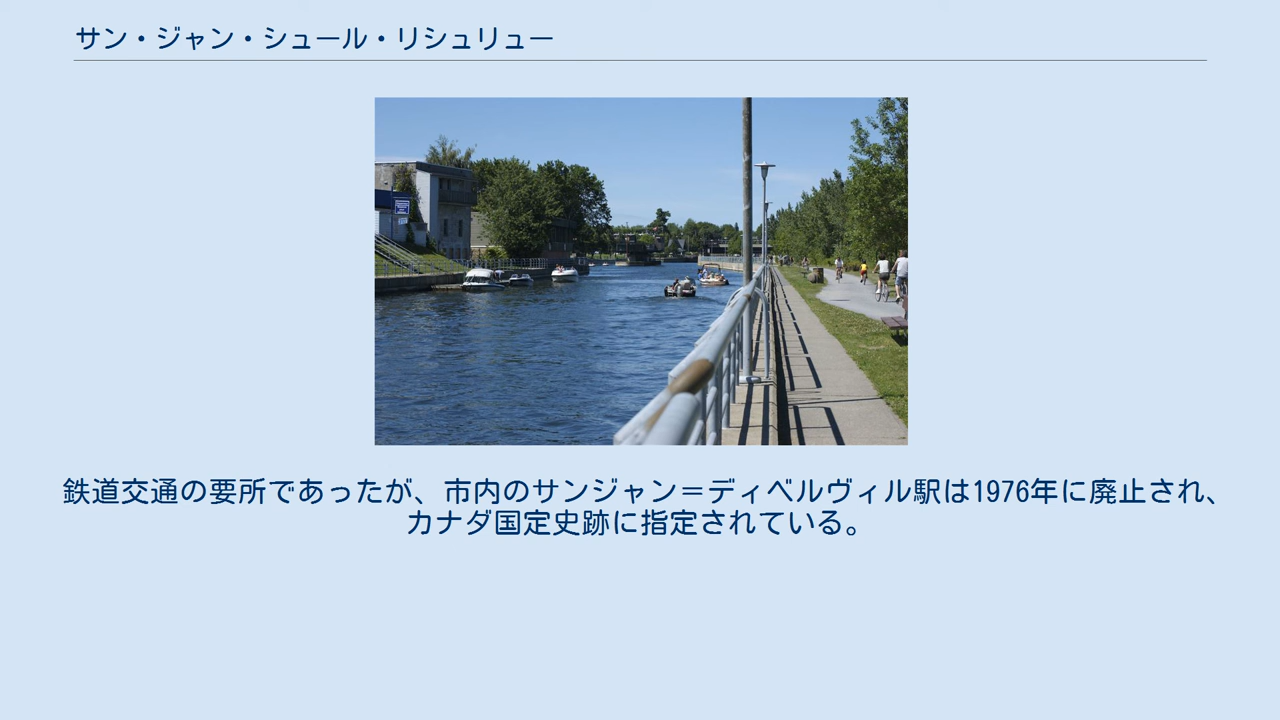 サン・ジャン・シュール・リシュリュー
鉄道交通の要所であったが、市内のサンジャン＝ディベルヴィル駅は1976年に廃止され、
カナダ国定史跡に指定されている。